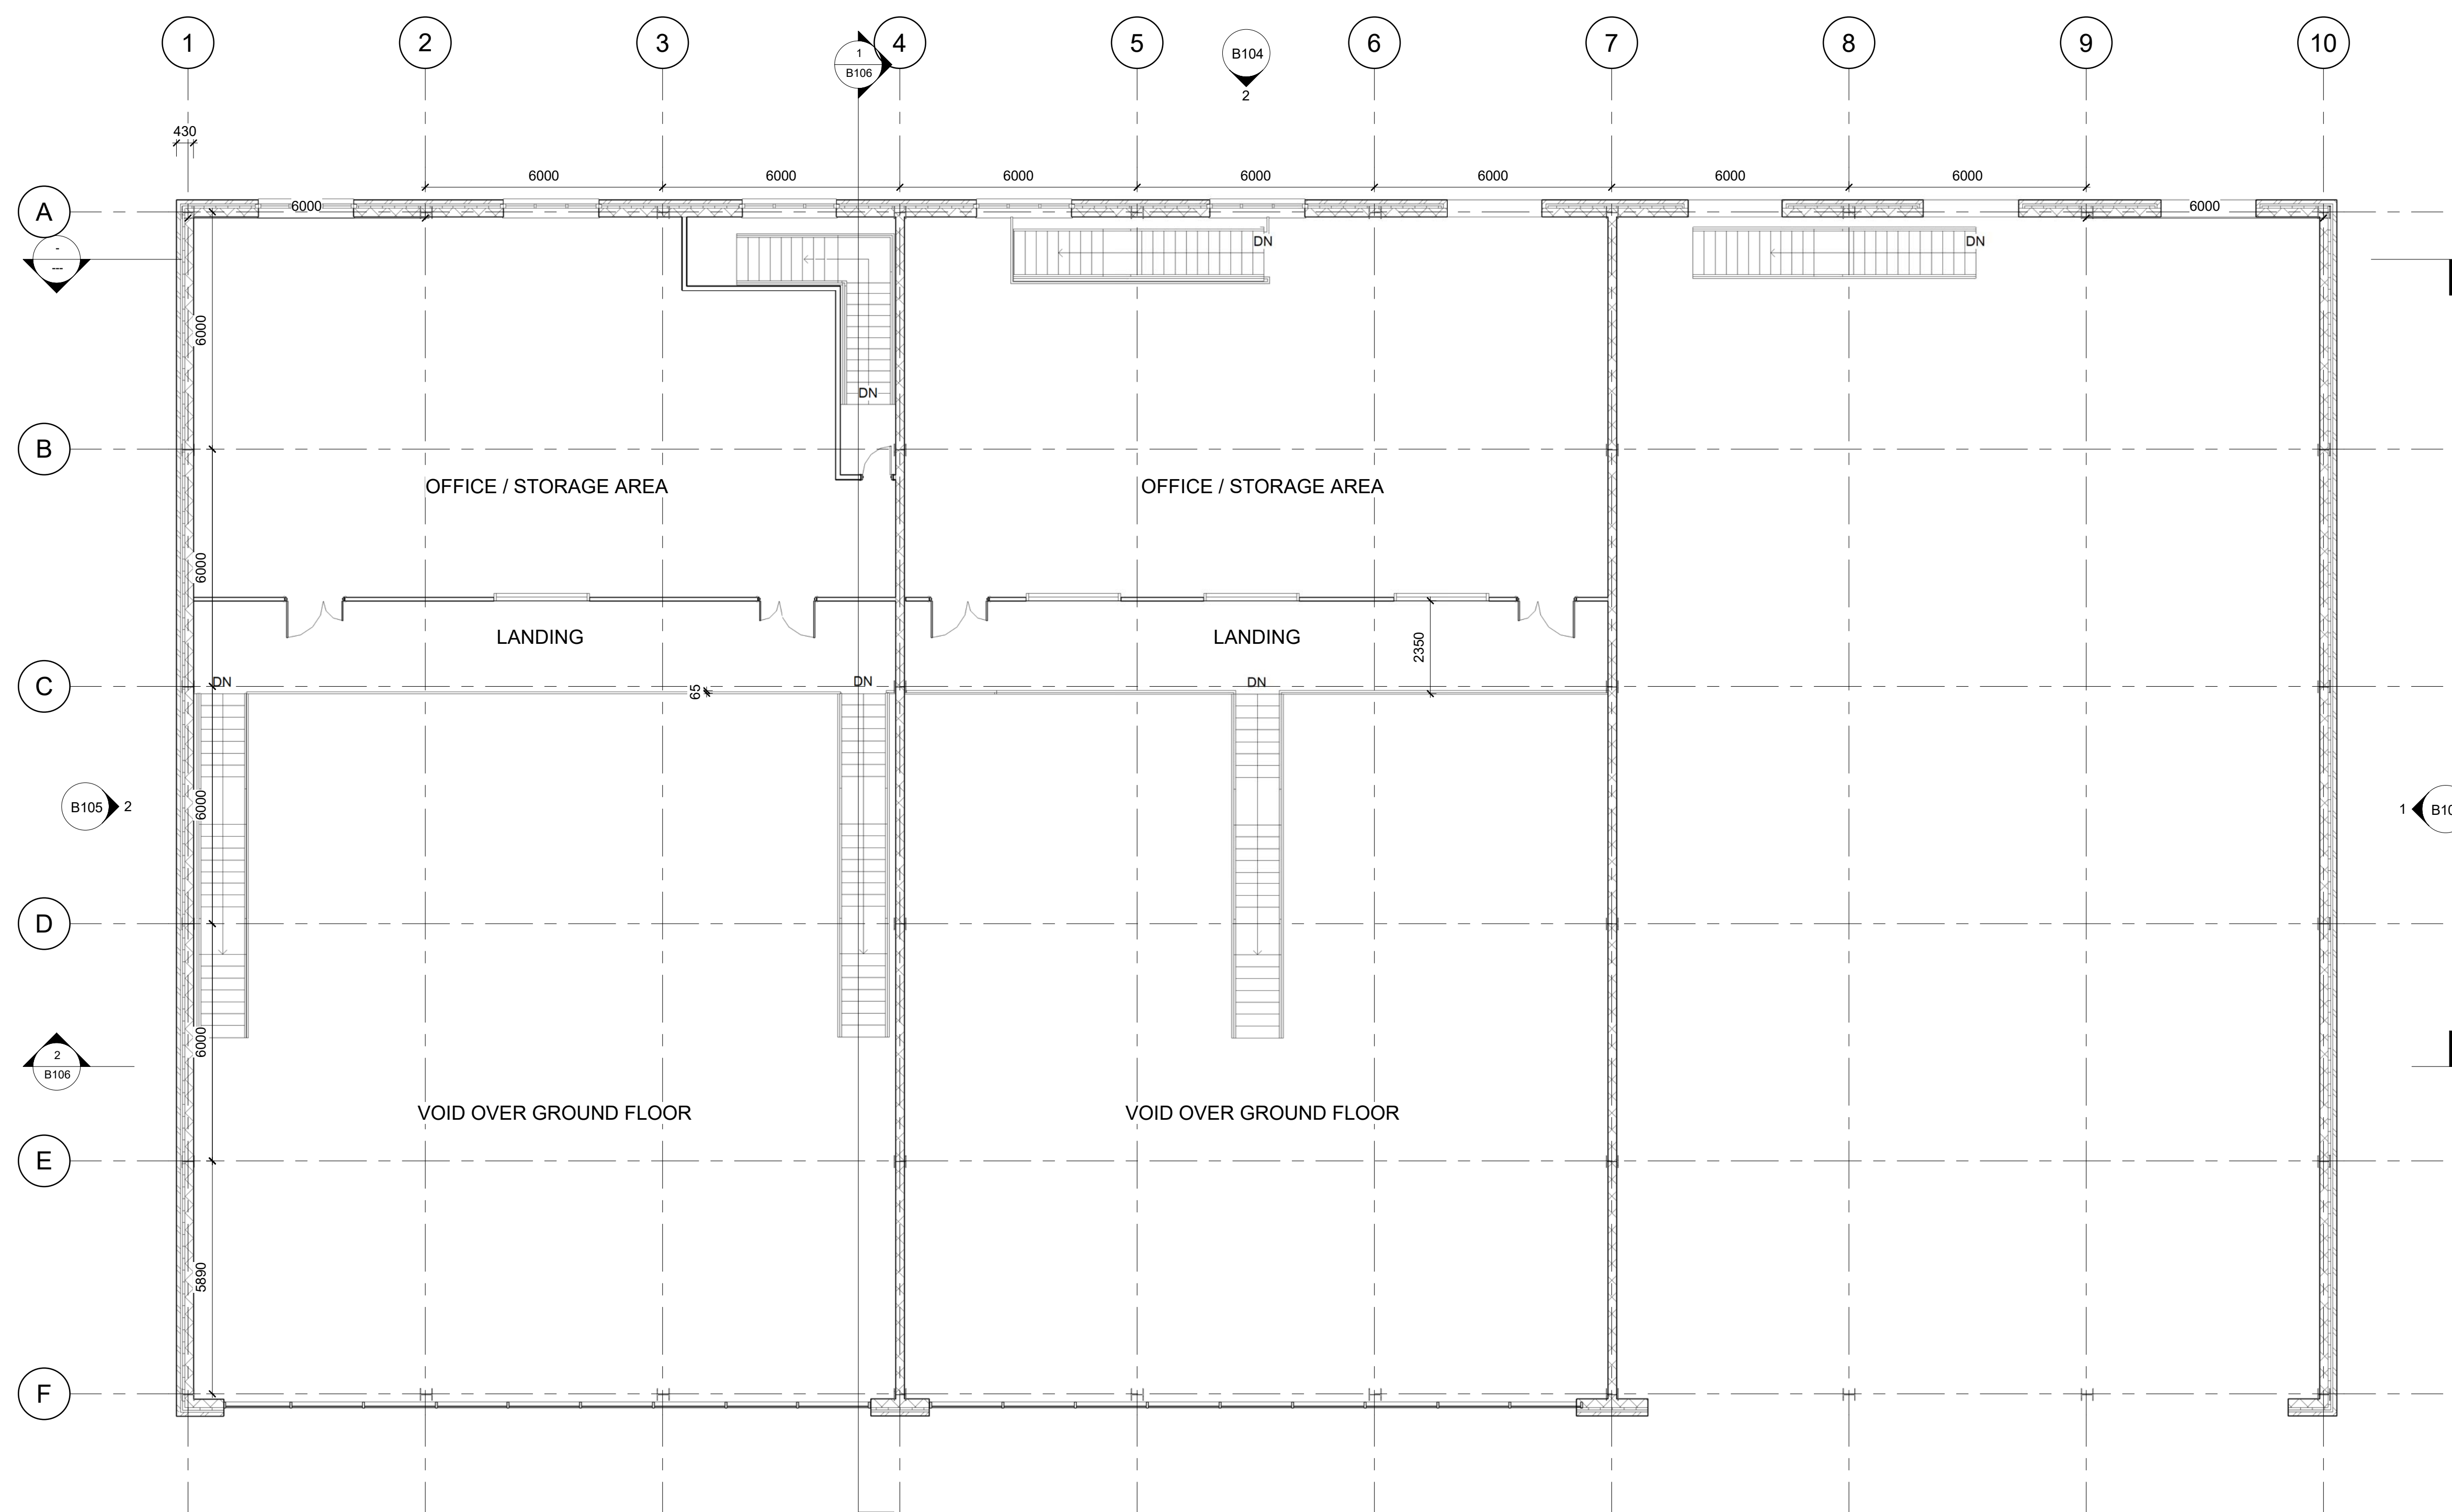 1
2
3
4
5
6
7
8
9
10
1
B106
B104
2
430
6000
6000
6000
6000
6000
6000
6000
A
6000
6000
-
---
DN
DN
6000
DN
B
OFFICE / STORAGE AREA
OFFICE / STORAGE AREA
6000
LANDING
LANDING
2350
C
DN
65
DN
DN
B105
2
6000
1
D
2
B106
6000
VOID OVER GROUND FLOOR
VOID OVER GROUND FLOOR
E
5890
F